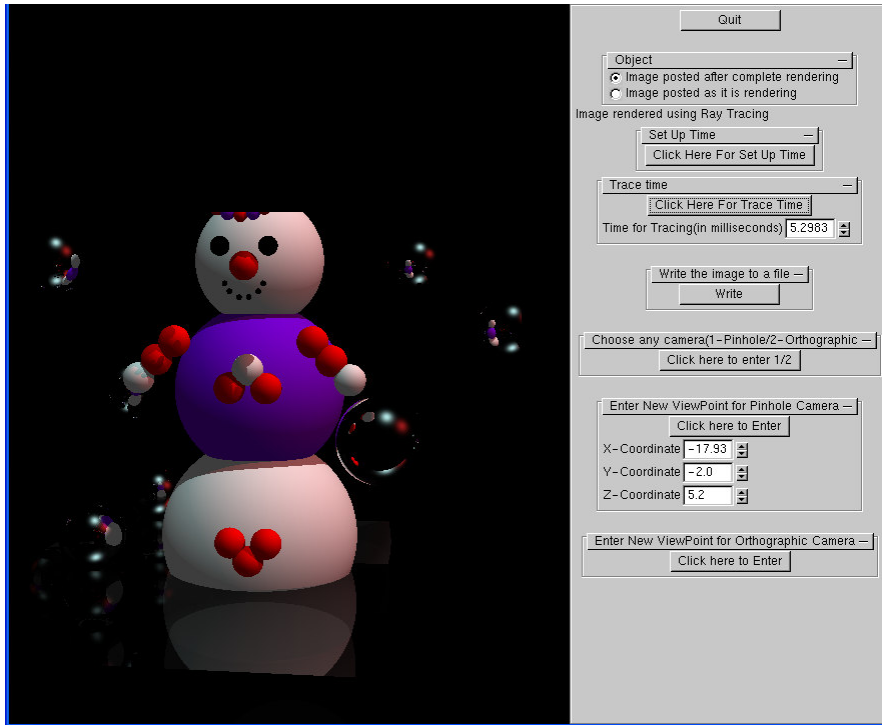 Quit
Object
Image posted after complete rendering
Image posted as it is rendering
Image rendered using Ray Tracing
Set Up Time
Click Here For Set Up Time
Trace time
Click Here For Trace Time
Time for Tracing(in milliseconds) 5.2983
Write the image to a file
Write
Choose any camera(1-Pinhole/2-Orthographic
Click here to enter 1/2
Enter New ViewPoint for Pinhole Camera
Click here to Enter
X-Coordinate -17.93
Y-Coordinate -2.0
Z-Coordinate 5.2
Enter New ViewPoint for Orthographic Camera
Click here to Enter